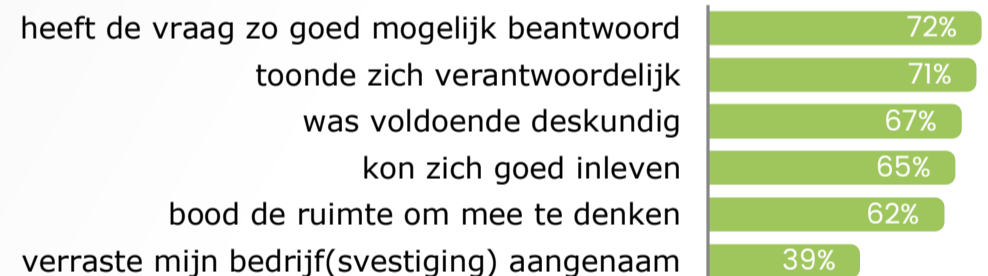 heeft de vraag zo goed mogelijk beantwoord 72%
toonde zich verantwoordelijk 71%
was voldoende deskundig 67%
kon zich goed inleven 65%
bood de ruimte om mee te denken 62%
verraste mijn bedrijf(svestiging) aangenaam 39%